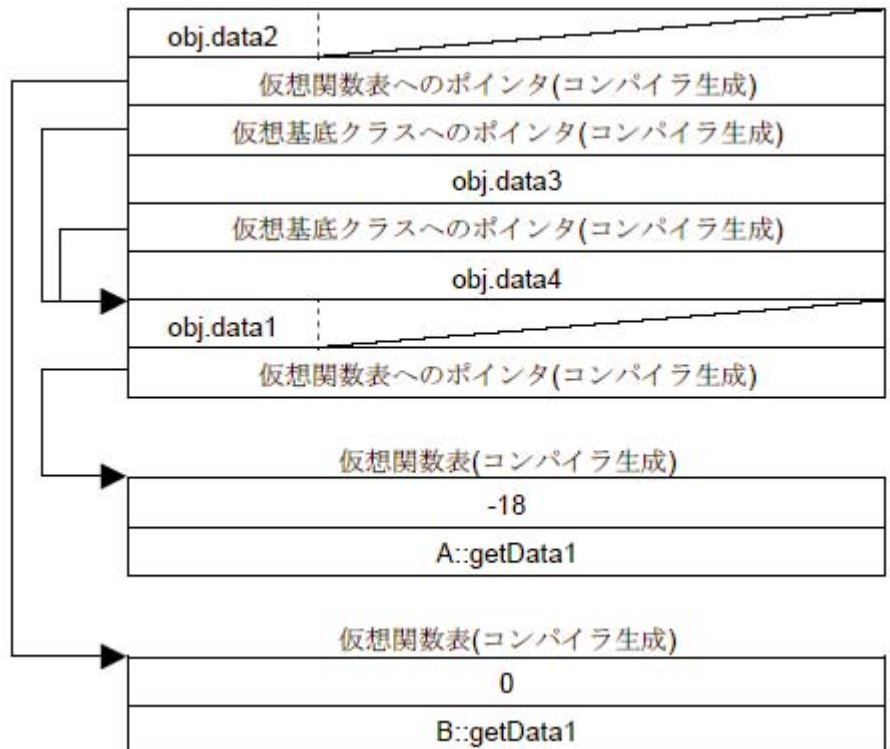 obj.data2
仮想関数表へのポインタ(コンパイラ生成)
仮想基底クラスへのポインタ(コンパイラ生成)
obj.data3
仮想基底クラスへのポインタ(コンパイラ生成)
obj.data4
obj.data1
仮想関数表へのポインタ(コンパイラ生成)
仮想関数表(コンパイラ生成)
-18
A::getData1
仮想関数表(コンパイラ生成)
0
B::getData1